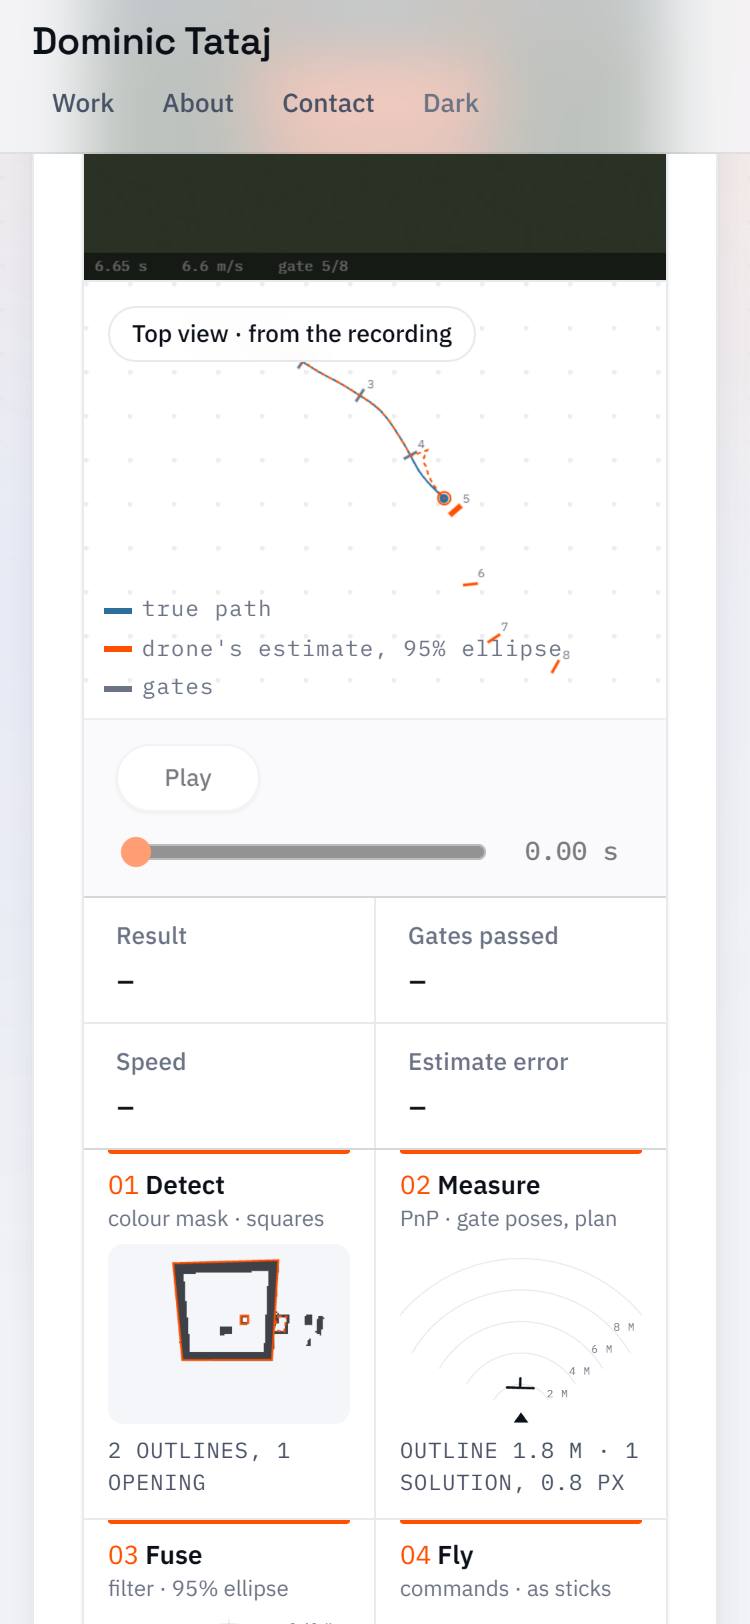 Dominic Tataj
Work About Contact Dark
6.65 s 6.6 m/s gate 5/8
Top view · from the recording
3
4
5
6
7
8
true path
drone's estimate, 95% ellipse
gates
Play
0.00 s
Result
–
Gates passed
–
Speed
–
Estimate error
–
01 Detect
colour mask · squares
2 OUTLINES, 1
OPENING
02 Measure
PnP · gate poses, plan
8 M
6 M
4 M
2 M
OUTLINE 1.8 M · 1
SOLUTION, 0.8 PX
03 Fuse
filter · 95% ellipse
04 Fly
commands · as sticks